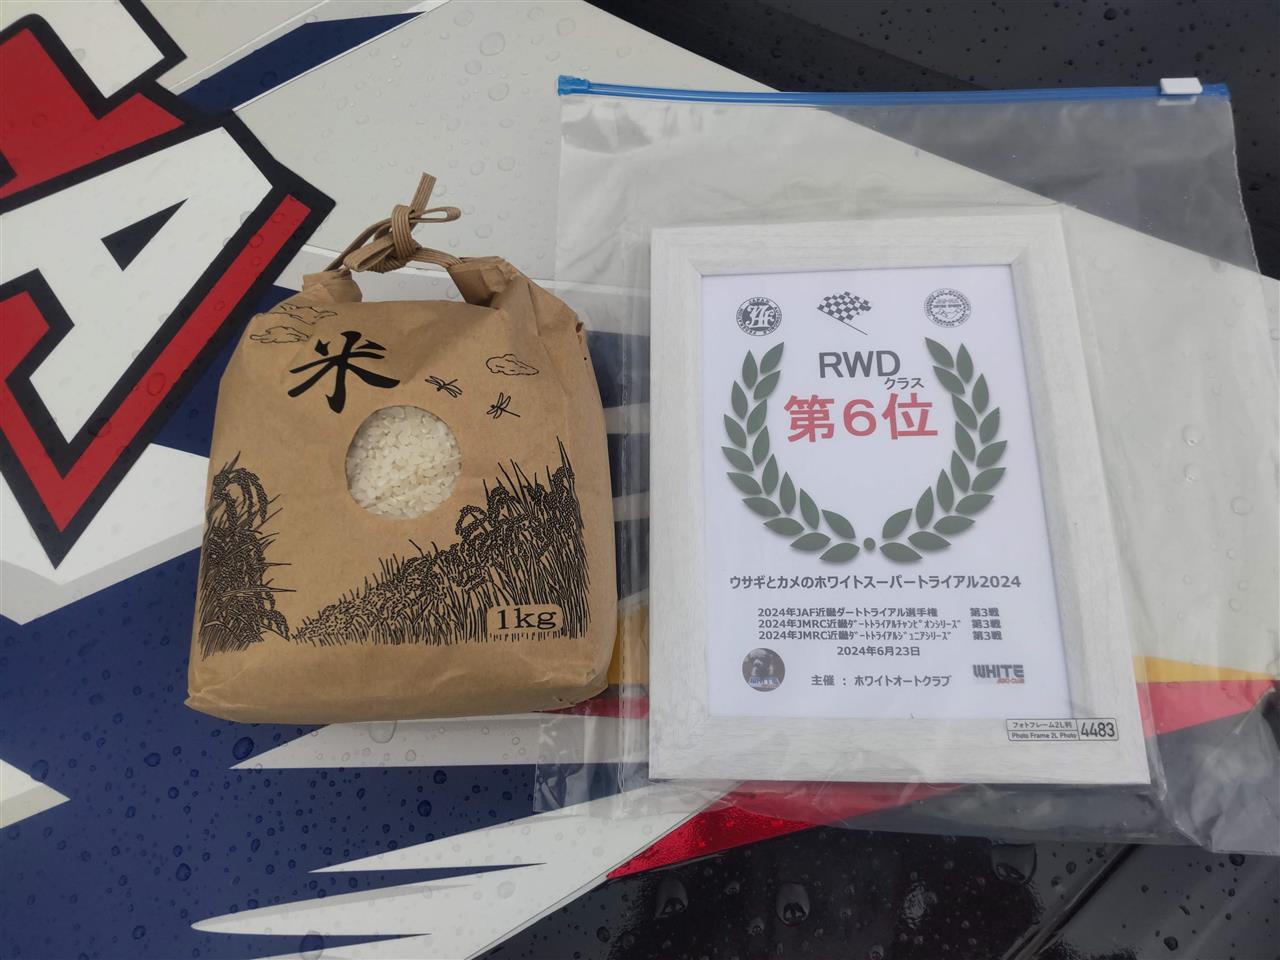 A
米
1kg
RWD
クラス
第6位
ウサギとカメのホワイトスーパートライアル2024
2024年JAF近畿ダートトライアル選手権 第3戦
2024年JMRC近畿ダートトライアルチャンピオンシリーズ 第3戦
2024年JMRC近畿ダートトライアルジュニアシリーズ 第3戦
2024年6月23日
主催 : ホワイトオートクラブ
WHITE
AUTO CLUB
フォトフレーム2L判
Photo Frame 2L Photo
4483